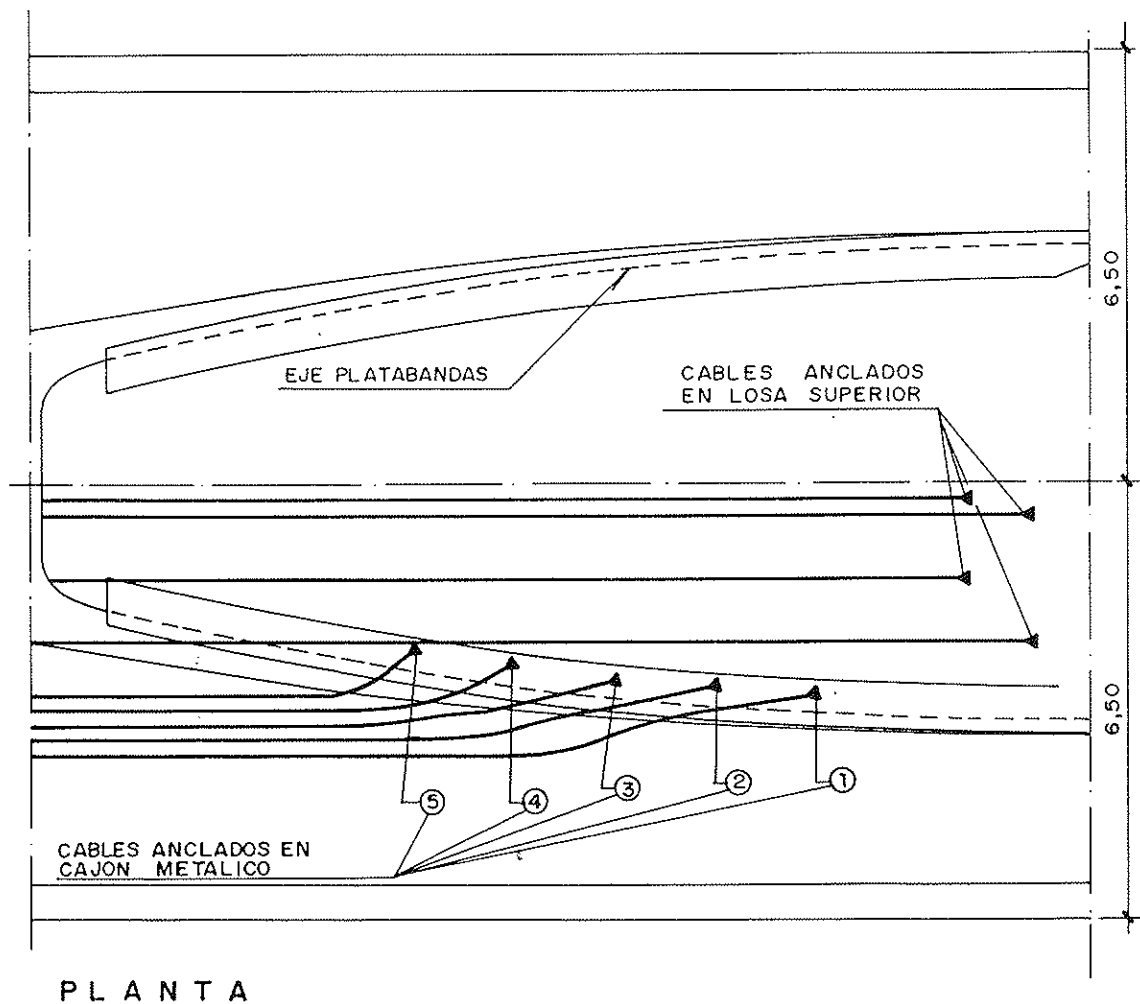 6,50
EJE PLATABANDAS
CABLES ANCLADOS
EN LOSA SUPERIOR
6,50
5
4
3
2
1
CABLES ANCLADOS EN
CAJON METALICO
PLANTA